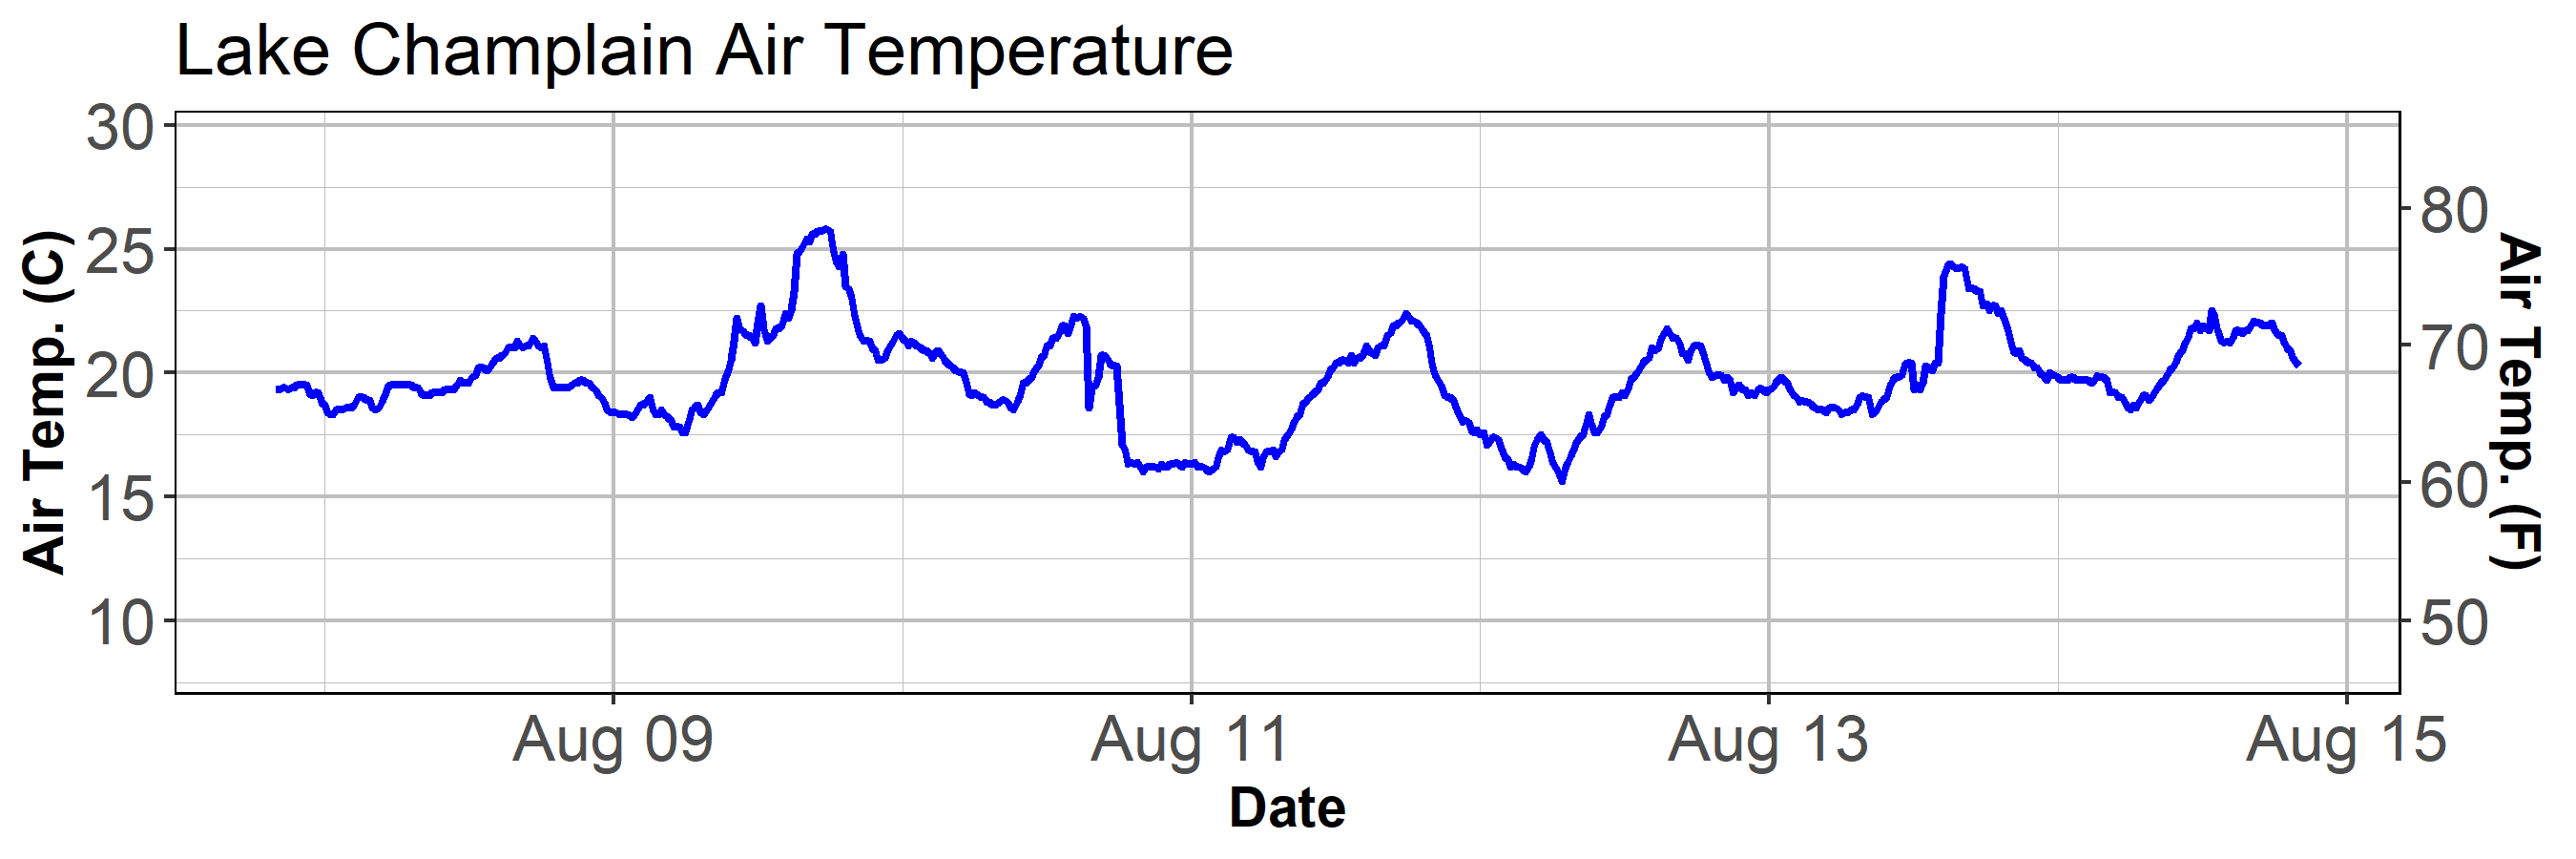 Lake Champlain Air Temperature
Air Temp. (C)
30
25
20
15
10
80
70
60
50
Air Temp. (F)
Aug 09 Aug 11 Aug 13 Aug 15
Date